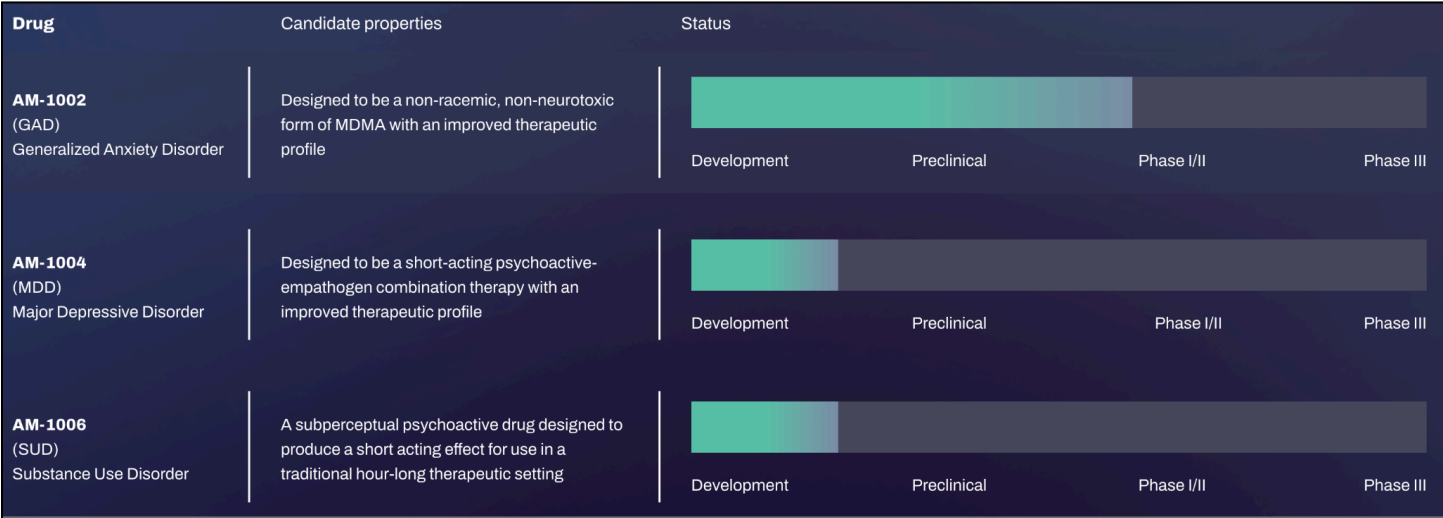 Drug Candidate properties Status
AM-1002
(GAD)
Generalized Anxiety Disorder
Designed to be a non-racemic, non-neurotoxic
form of MDMA with an improved therapeutic
profile
Development Preclinical Phase I/II Phase III
AM-1004
(MDD)
Major Depressive Disorder
Designed to be a short-acting psychoactive-
empathogen combination therapy with an
improved therapeutic profile
Development Preclinical Phase I/II Phase III
AM-1006
(SUD)
Substance Use Disorder
A subperceptual psychoactive drug designed to
produce a short acting effect for use in a
traditional hour-long therapeutic setting
Development Preclinical Phase I/II Phase III